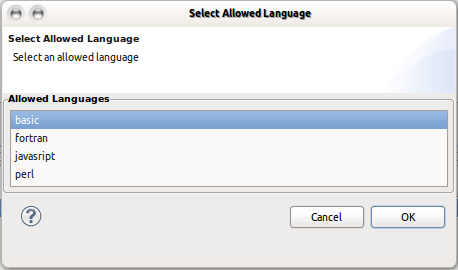 Select Allowed Language
Select Allowed Language
Select an allowed language
Allowed Languages
basic
fortran
javasript
perl
?
Cancel
OK